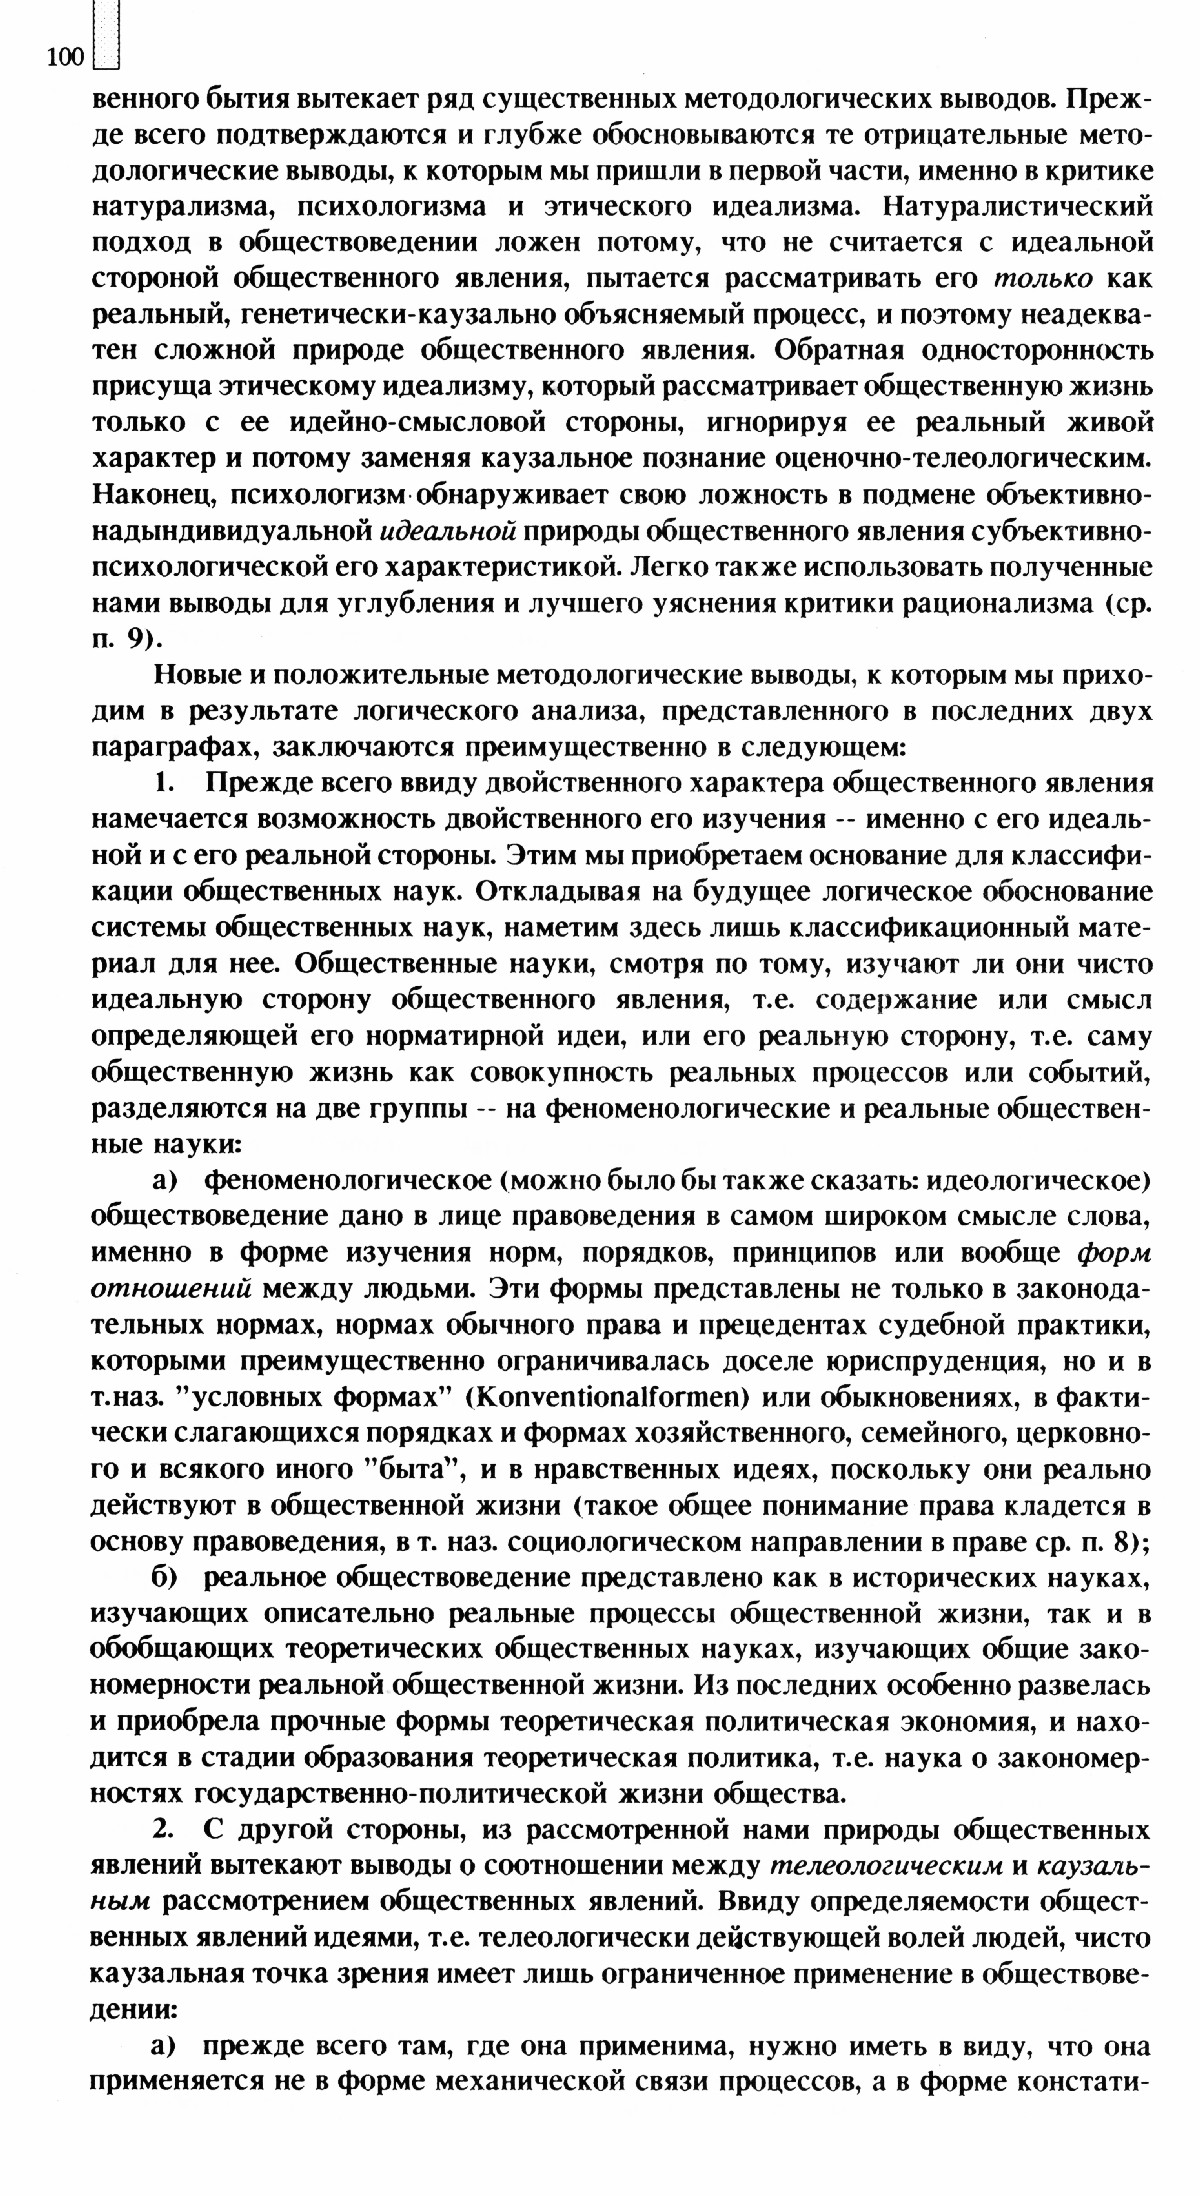 100
венного бытия вытекает ряд существенных методологических выводов. Преж-
де всего подтверждаются и глубже обосновываются те отрицательные мето-
дологические выводы, к которым мы пришли в первой части, именно в критике
натурализма, психологизма и этического идеализма. Натуралистический
подход в обществоведении ложен потому, что не считается с идеальной
стороной общественного явления, пытается рассматривать его только как
реальный, генетически-каузально объясняемый процесс, и поэтому неадеква-
тен сложной природе общественного явления. Обратная односторонность
присуща этическому идеализму, который рассматривает общественную жизнь
только с ее идейно-смысловой стороны, игнорируя ее реальный живой
характер и потому заменяя каузальное познание оценочно-телеологическим.
Наконец, психологизм обнаруживает свою ложность в подмене объективно-
надындивидуальной идеальной природы общественного явления субъективно-
психологической его характеристикой. Легко также использовать полученные
нами выводы для углубления и лучшего уяснения критики рационализма (ср.
п. 9).
Новые и положительные методологические выводы, к которым мы прихо-
дим в результате логического анализа, представленного в последних двух
параграфах, заключаются преимущественно в следующем:
1. Прежде всего ввиду двойственного характера общественного явления
намечается возможность двойственного его изучения -- именно с его идеаль-
ной и с его реальной стороны. Этим мы приобретаем основание для классифи-
кации общественных наук. Откладывая на будущее логическое обоснование
системы общественных наук, наметим здесь лишь классификационный мате-
риал для нее. Общественные науки, смотря по тому, изучают ли они чисто
идеальную сторону общественного явления, т.е. содержание или смысл
определяющей его норматирной идеи, или его реальную сторону, т.е. саму
общественную жизнь как совокупность реальных процессов или событий,
разделяются на две группы -- на феноменологические и реальные обществен-
ные науки:
а) феноменологическое (можно было бы также сказать: идеологическое)
обществоведение дано в лице правоведения в самом широком смысле слова,
именно в форме изучения норм, порядков, принципов или вообще форм
отношений между людьми. Эти формы представлены не только в законода-
тельных нормах, нормах обычного права и прецедентах судебной практики,
которыми преимущественно ограничивалась доселе юриспруденция, но и в
т.наз. "условных формах" (Konventionalformen) или обыкновениях, в факти-
чески слагающихся порядках и формах хозяйственного, семейного, церковно-
го и всякого иного "быта", и в нравственных идеях, поскольку они реально
действуют в общественной жизни (такое общее понимание права кладется в
основу правоведения, в т. наз. социологическом направлении в праве ср. п. 8);
б) реальное обществоведение представлено как в исторических науках,
изучающих описательно реальные процессы общественной жизни, так и в
обобщающих теоретических общественных науках, изучающих общие зако-
номерности реальной общественной жизни. Из последних особенно развелась
и приобрела прочные формы теоретическая политическая экономия, и нахо-
дится в стадии образования теоретическая политика, т.е. наука о закономер-
ностях государственно-политической жизни общества.
2. С другой стороны, из рассмотренной нами природы общественных
явлений вытекают выводы о соотношении между телеологическим и каузаль-
ным рассмотрением общественных явлений. Ввиду определяемости общест-
венных явлений идеями, т.е. телеологически действующей волей людей, чисто
каузальная точка зрения имеет лишь ограниченное применение в обществове-
дении:
а) прежде всего там, где она применима, нужно иметь в виду, что она
применяется не в форме механической связи процессов, а в форме констати-